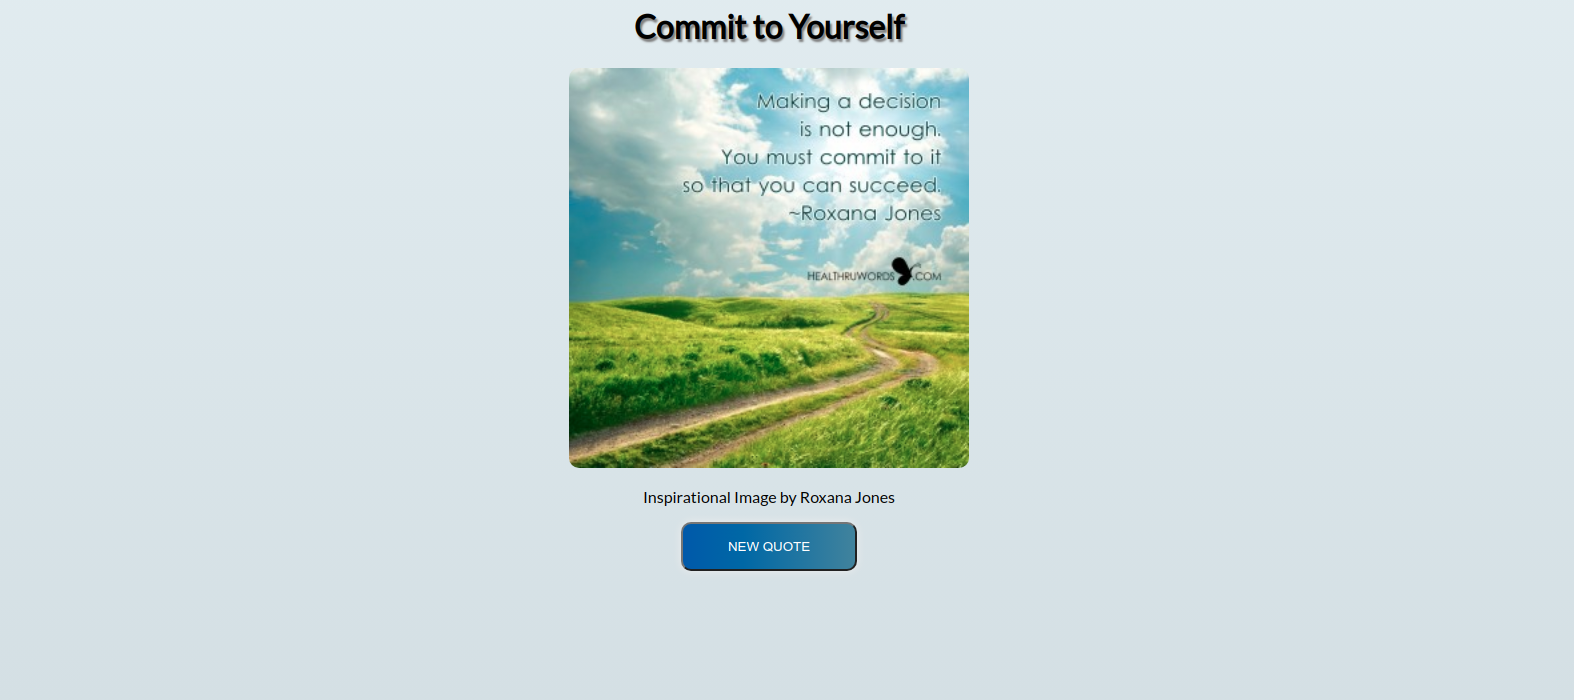 Commit to Yourself
Making a decision
is not enough.
You must commit to it
so that you can succeed.
~Roxana Jones
HEALTHRUWORDS.COM
Inspirational Image by Roxana Jones
NEW QUOTE